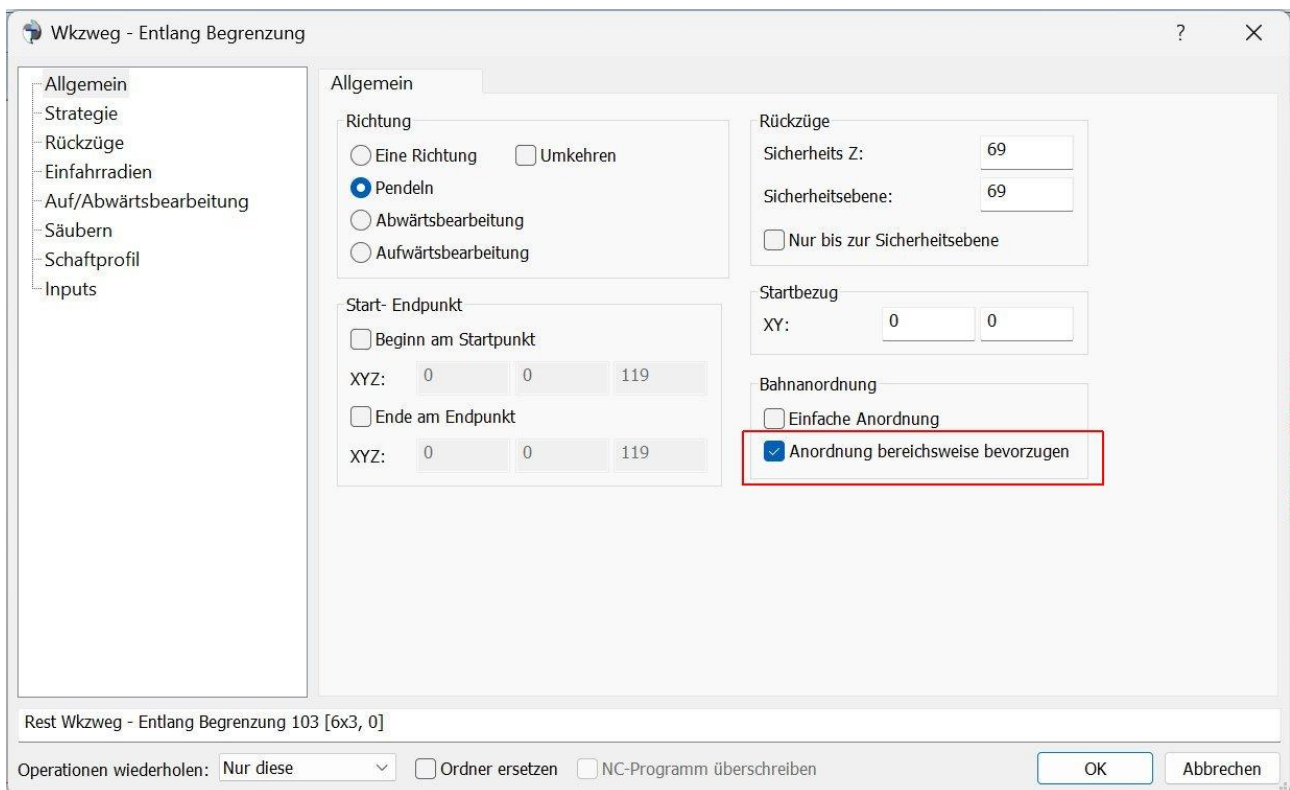 Wkzweg - Entlang Begrenzung
?
Allgemein
Strategie
Rückzüge
Einfahrradien
Auf/Abwärtsbearbeitung
Säubern
Schaftprofil
Inputs
Allgemein
Richtung
Eine Richtung Umkehren
Pendeln
Abwärtsbearbeitung
Aufwärtsbearbeitung
Start- Endpunkt
Beginn am Startpunkt
XYZ: 0 0 119
Ende am Endpunkt
XYZ: 0 0 119
Rückzüge
Sicherheits Z: 69
Sicherheitsebene: 69
Nur bis zur Sicherheitsebene
Startbezug
XY: 0 0
Bahnanordnung
Einfache Anordnung
Anordnung bereichsweise bevorzugen
Rest Wkzweg - Entlang Begrenzung 103 [6x3, 0]
Operationen wiederholen: Nur diese Ordner ersetzen NC-Programm überschreiben OK Abbrechen